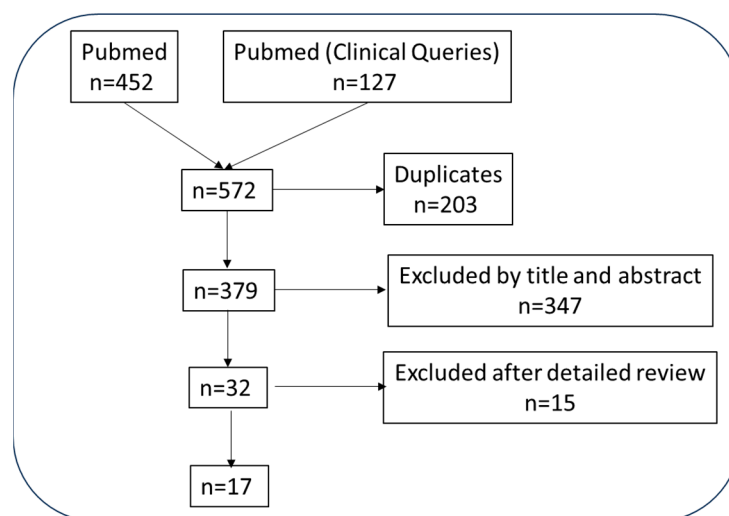 Pubmed
n=452
Pubmed (Clinical Queries)
n=127
n=572
Duplicates
n=203
n=379
Excluded by title and abstract
n=347
n=32
Excluded after detailed review
n=15
n=17